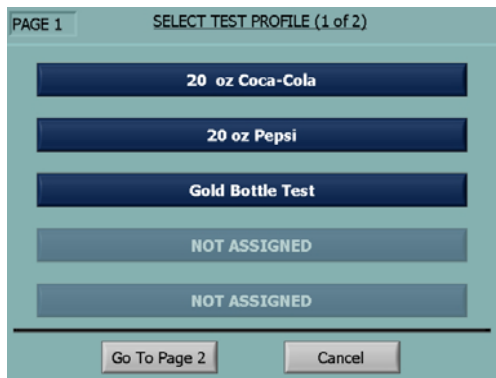 PAGE 1 SELECT TEST PROFILE (1 of 2)
20 oz Coca-Cola
20 oz Pepsi
Gold Bottle Test
NOT ASSIGNED
NOT ASSIGNED
Go To Page 2 Cancel